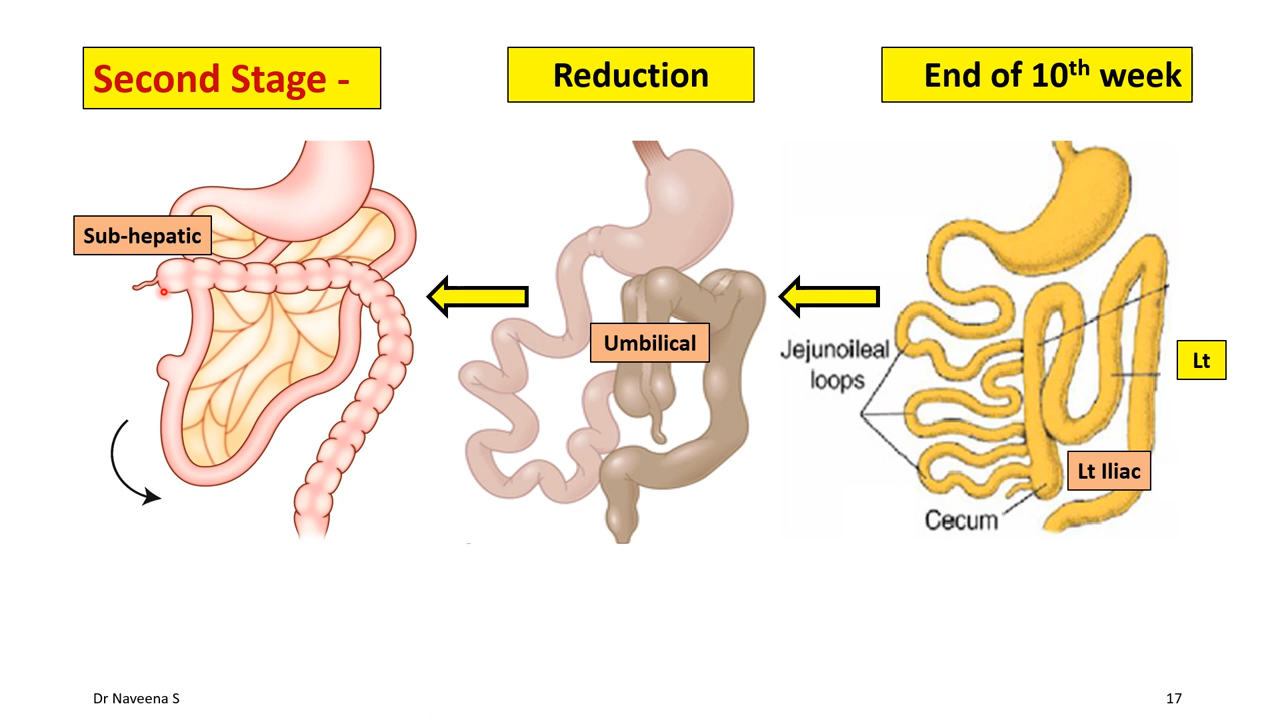 Second Stage -
Reduction
End of 10th week
Sub-hepatic
Umbilical
Jejunoileal
loops
Lt
Lt Iliac
Cecum
Dr Naveena S
17